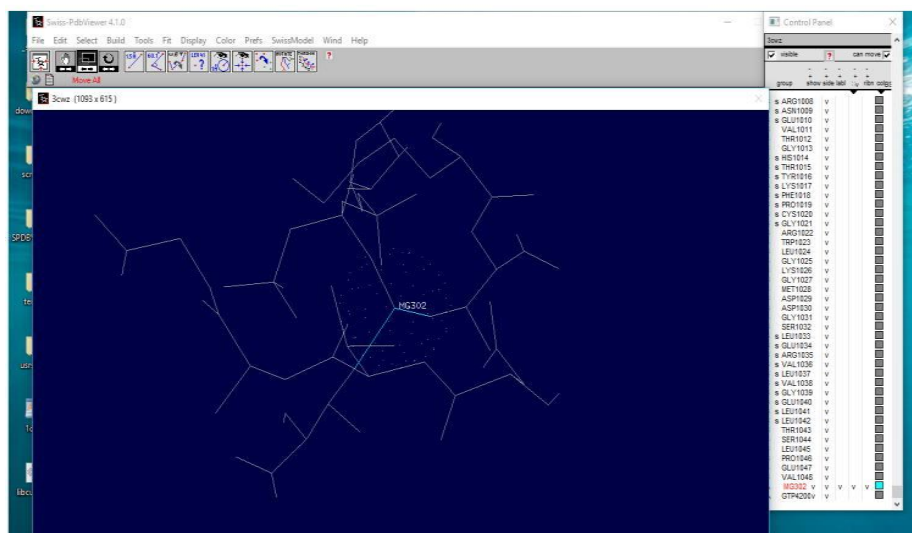 Swiss-PdbViewer 4.1.0
File Edit Select Build Tools Fit Display Color Prefs SwissModel Wind Help
?
Move All
3cwz (1093 x 615 )
MG302
Control Panel
3cwz
visible ? can move
group show side labl ribn
s ARG1008 v
s ASN1009 v
s GLU1010 v
VAL1011 v
THR1012 v
GLY1013 v
s HIS1014 v
s THR1015 v
s TYR1016 v
s LYS1017 v
s PHE1018 v
s PRO1019 v
s CYS1020 v
s GLY1021 v
ARG1022 v
TRP1023 v
LEU1024 v
GLY1025 v
LYS1026 v
GLY1027 v
MET1028 v
ASP1029 v
ASP1030 v
GLY1031 v
SER1032 v
s LEU1033 v
s GLU1034 v
s ARG1035 v
s VAL1036 v
s LEU1037 v
s VAL1038 v
s GLY1039 v
s GLU1040 v
s LEU1041 v
s LEU1042 v
THR1043 v
SER1044 v
LEU1045 v
PRO1046 v
GLU1047 v
VAL1048 v
MG302 v v v v v
GTP4200v v